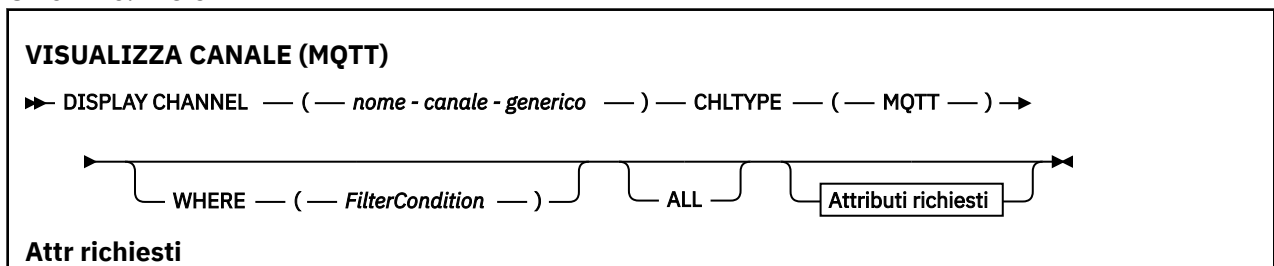 VISUALIZZA CANALE (MQTT)
DISPLAY CHANNEL ( nome - canale - generico ) CHLTYPE ( MQTT )
WHERE ( FilterCondition ) ALL Attributi richiesti
Attr richiesti